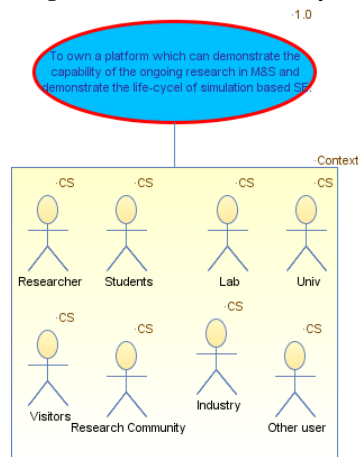 ·1.0
To own a platform which can demonstrate the
capability of the ongoing research in M&S and
demonstrate the life-cycel of simulation based SE.
·Context
·CS ·CS ·CS ·CS
Researcher Students Lab Univ
·CS ·CS ·CS ·CS
Visitors Research Community Industry Other user